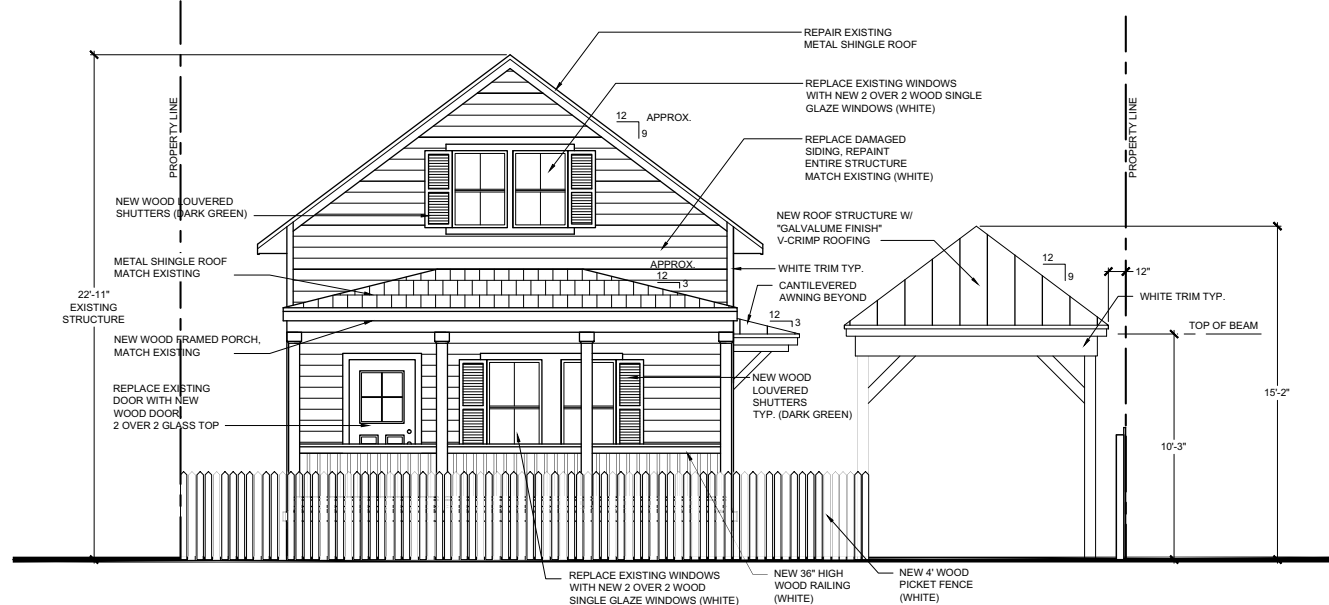 REPAIR EXISTING
METAL SHINGLE ROOF
PROPERTY LINE
REPLACE EXISTING WINDOWS
WITH NEW 2 OVER 2 WOOD SINGLE
GLAZE WINDOWS (WHITE)
12
9
APPROX.
PROPERTY LINE
REPLACE DAMAGED
SIDING, REPAINT
ENTIRE STRUCTURE
MATCH EXISTING (WHITE)
NEW WOOD LOUVERED
SHUTTERS (DARK GREEN)
NEW ROOF STRUCTURE W/
"GALVALUME FINISH"
V-CRIMP ROOFING
METAL SHINGLE ROOF
MATCH EXISTING
APPROX.
12
3
WHITE TRIM TYP.
CANTILEVERED
AWNING BEYOND
12
9
12"
WHITE TRIM TYP.
22'-11"
EXISTING
STRUCTURE
12
3
TOP OF BEAM
NEW WOOD FRAMED PORCH,
MATCH EXISTING
REPLACE EXISTING
DOOR WITH NEW
WOOD DOOR
2 OVER 2 GLASS TOP
NEW WOOD
LOUVERED
SHUTTERS
TYP. (DARK GREEN)
15'-2"
10'-3"
REPLACE EXISTING WINDOWS
WITH NEW 2 OVER 2 WOOD
SINGLE GLAZE WINDOWS (WHITE)
NEW 36" HIGH
WOOD RAILING
(WHITE)
NEW 4' WOOD
PICKET FENCE
(WHITE)